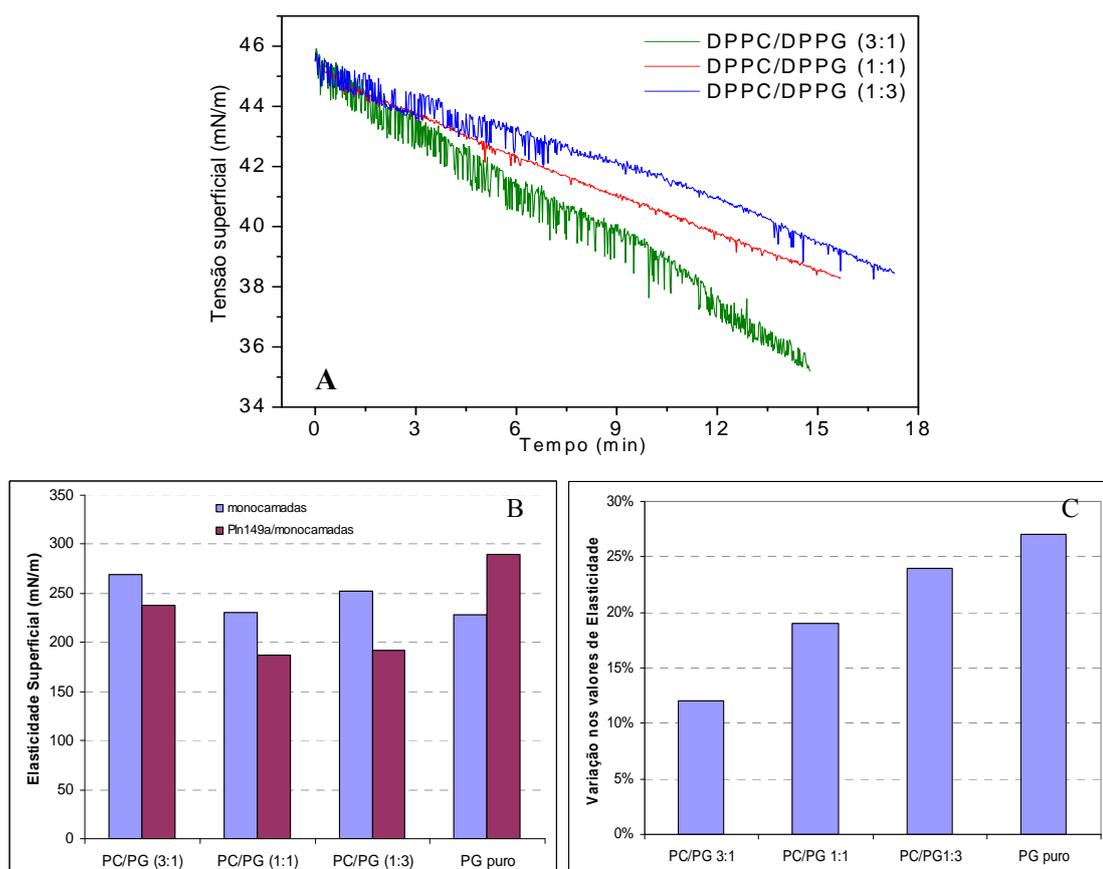 46
44
42
40
38
36
34
Tensão superficial (mN/m)
DPPC/DPPG (3:1)
DPPC/DPPG (1:1)
DPPC/DPPG (1:3)
A
0 3 6 9 12 15 18
Tempo (min)
350
300
250
200
150
100
50
0
Elasticidade Superficial (mN/m)
monocamadas
Pln149a/monocamadas
B
PC/PG (3:1) PC/PG (1:1) PC/PG (1:3) PG puro
30%
25%
20%
15%
10%
5%
0%
Variação nos valores de Elasticidade
C
PC/PG 3:1 PC/PG 1:1 PC/PG1:3 PG puro